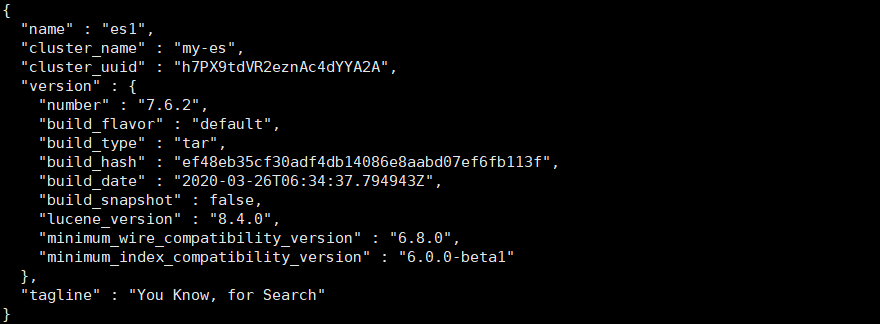 {
  "name" : "es1",
  "cluster_name" : "my-es",
  "cluster_uuid" : "h7PX9tdVR2eznAc4dYYA2A",
  "version" : {
    "number" : "7.6.2",
    "build_flavor" : "default",
    "build_type" : "tar",
    "build_hash" : "ef48eb35cf30adf4db14086e8aabd07ef6fb113f",
    "build_date" : "2020-03-26T06:34:37.794943Z",
    "build_snapshot" : false,
    "lucene_version" : "8.4.0",
    "minimum_wire_compatibility_version" : "6.8.0",
    "minimum_index_compatibility_version" : "6.0.0-beta1"
  },
  "tagline" : "You Know, for Search"
}